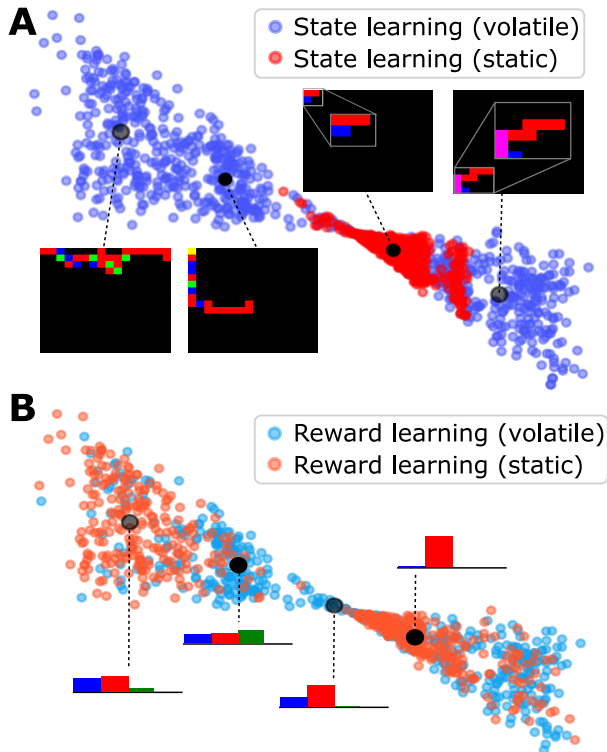 A
State learning (volatile)
State learning (static)
B
Reward learning (volatile)
Reward learning (static)